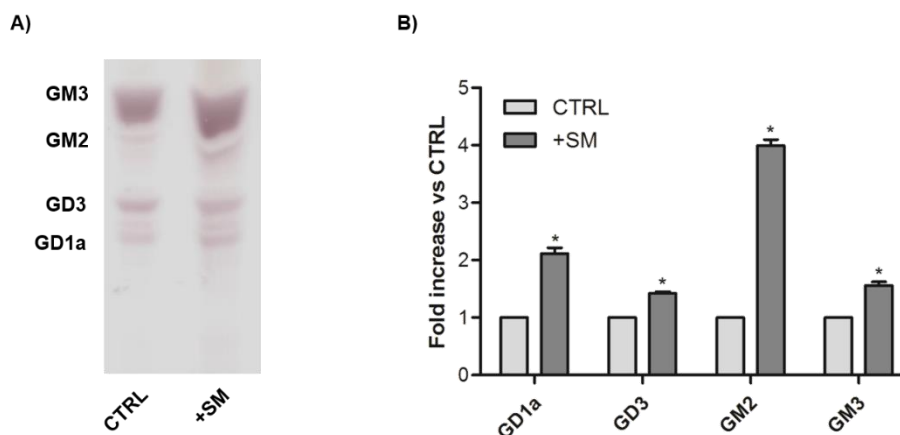 A)
GM3
GM2
GD3
GD1a
CTRL
+SM
B)
Fold increase vs CTRL
5
4
3
2
1
0
CTRL
+SM
*
*
*
*
GD1a
GD3
GM2
GM3